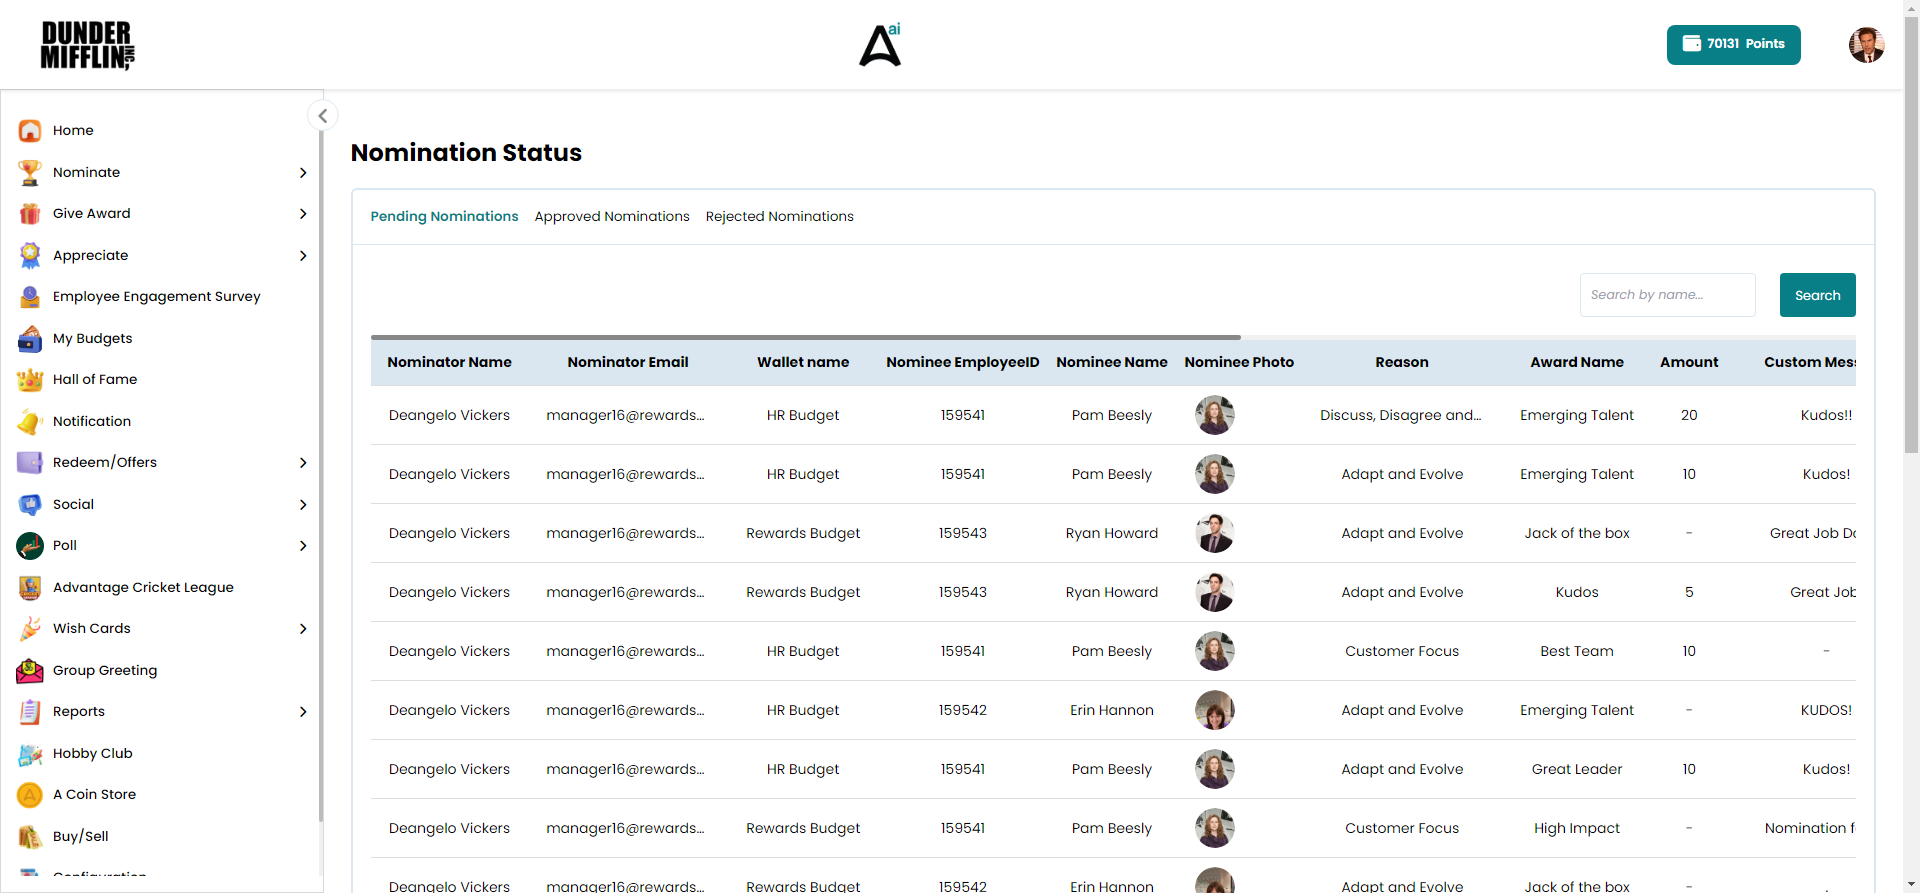 DUNDER
MIFFLIN, INC
ai
70131 Points
Home
Nominate
Give Award
Appreciate
Employee Engagement Survey
My Budgets
Hall of Fame
Notification
Redeem/Offers
Social
Poll
Advantage Cricket League
Wish Cards
Group Greeting
Reports
Hobby Club
A Coin Store
Buy/Sell
Configuration
Nomination Status
Pending Nominations Approved Nominations Rejected Nominations
Search by name... Search
Nominator Name Nominator Email Wallet name Nominee EmployeeID Nominee Name Nominee Photo Reason Award Name Amount Custom Mess
Deangelo Vickers manager16@rewards... HR Budget 159541 Pam Beesly Discuss, Disagree and... Emerging Talent 20 Kudos!!
Deangelo Vickers manager16@rewards... HR Budget 159541 Pam Beesly Adapt and Evolve Emerging Talent 10 Kudos!
Deangelo Vickers manager16@rewards... Rewards Budget 159543 Ryan Howard Adapt and Evolve Jack of the box - Great Job Do
Deangelo Vickers manager16@rewards... Rewards Budget 159543 Ryan Howard Adapt and Evolve Kudos 5 Great Job
Deangelo Vickers manager16@rewards... HR Budget 159541 Pam Beesly Customer Focus Best Team 10 -
Deangelo Vickers manager16@rewards... HR Budget 159542 Erin Hannon Adapt and Evolve Emerging Talent - KUDOS!
Deangelo Vickers manager16@rewards... HR Budget 159541 Pam Beesly Adapt and Evolve Great Leader 10 Kudos!
Deangelo Vickers manager16@rewards... Rewards Budget 159541 Pam Beesly Customer Focus High Impact - Nomination f
Deangelo Vickers manager16@rewards... Rewards Budget 159542 Erin Hannon Adapt and Evolve Jack of the box -